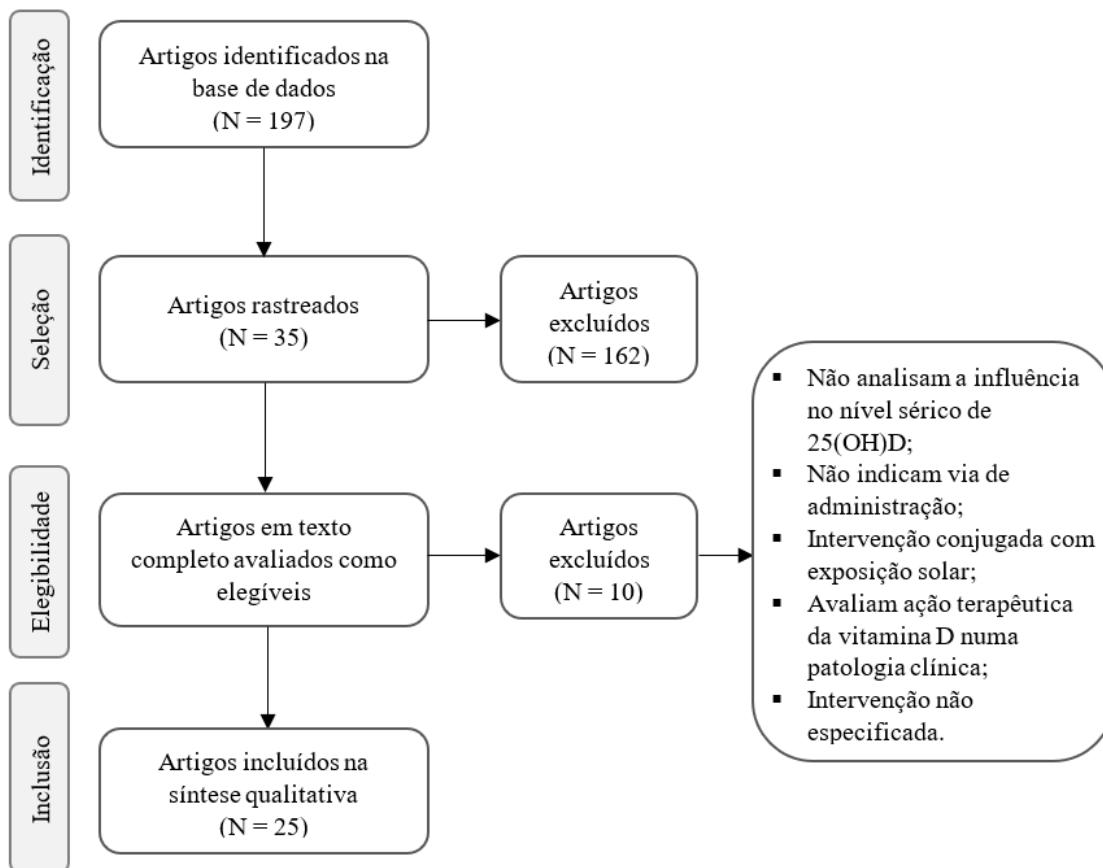 Identificação
Artigos identificados na
base de dados
(N = 197)
Seleção
Artigos rastreados
(N = 35)
Artigos
excluídos
(N = 162)
Elegibilidade
Artigos em texto
completo avaliados como
elegíveis
Artigos
excluídos
(N = 10)
▪ Não analisam a influência
no nível sérico de
25(OH)D;
▪ Não indicam via de
administração;
▪ Intervenção conjugada com
exposição solar;
▪ Avaliam ação terapêutica
da vitamina D numa
patologia clínica;
▪ Intervenção não
especificada.
Inclusão
Artigos incluídos na
síntese qualitativa
(N = 25)